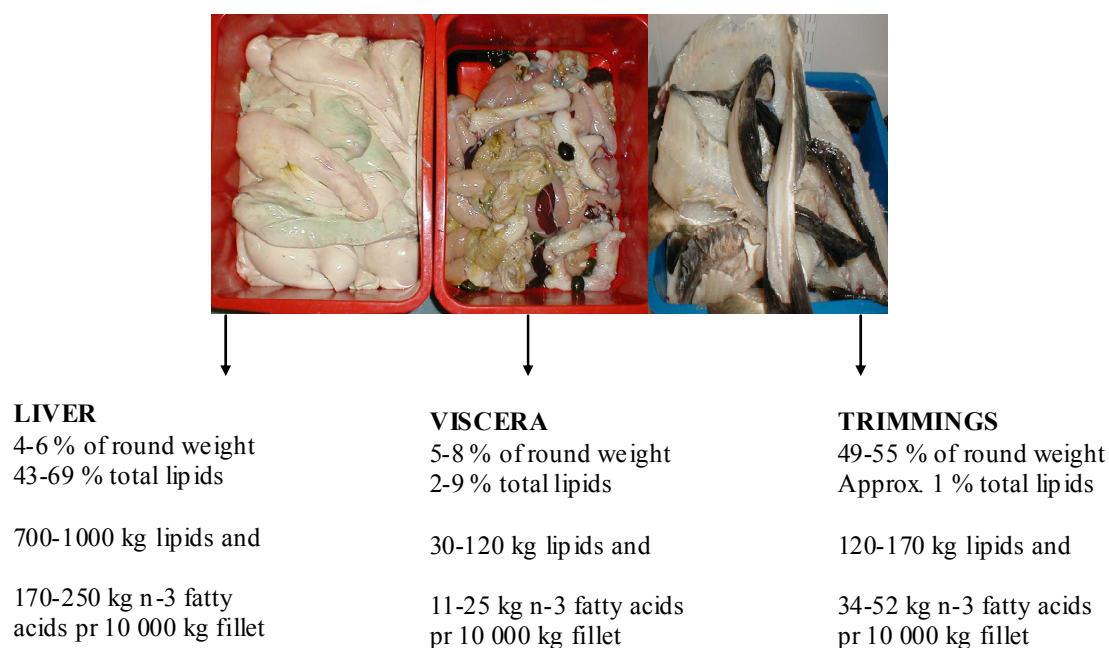 LIVER
4-6 % of round weight
43-69 % total lipids
700-1000 kg lipids and
170-250 kg n-3 fatty
acids pr 10 000 kg fillet
VISCERA
5-8 % of round weight
2-9 % total lipids
30-120 kg lipids and
11-25 kg n-3 fatty acids
pr 10 000 kg fillet
TRIMMINGS
49-55 % of round weight
Approx. 1 % total lipids
120-170 kg lipids and
34-52 kg n-3 fatty acids
pr 10 000 kg fillet